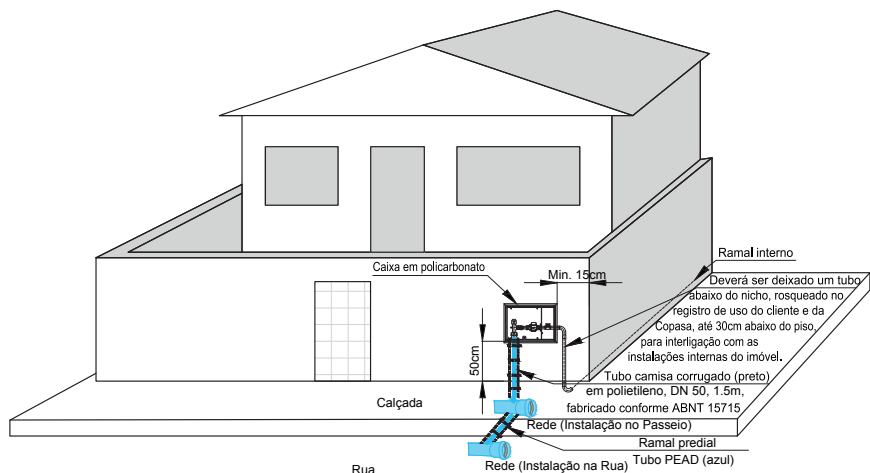 Ramal interno
Caixa em policarbonato
Min. 15cm
Deverá ser deixado um tubo
abaixo do nicho, rosqueado no
registro de uso do cliente e da
Copasa, até 30cm abaixo do piso,
para interligação com as
instalações internas do imóvel.
50cm
Tubo camisa corrugado (preto)
em polietileno, DN 50, 1.5m,
fabricado conforme ABNT 15715
Calçada
Rede (Instalação no Passeio)
Ramal predial
Tubo PEAD (azul)
Rede (Instalação na Rua)
Rua